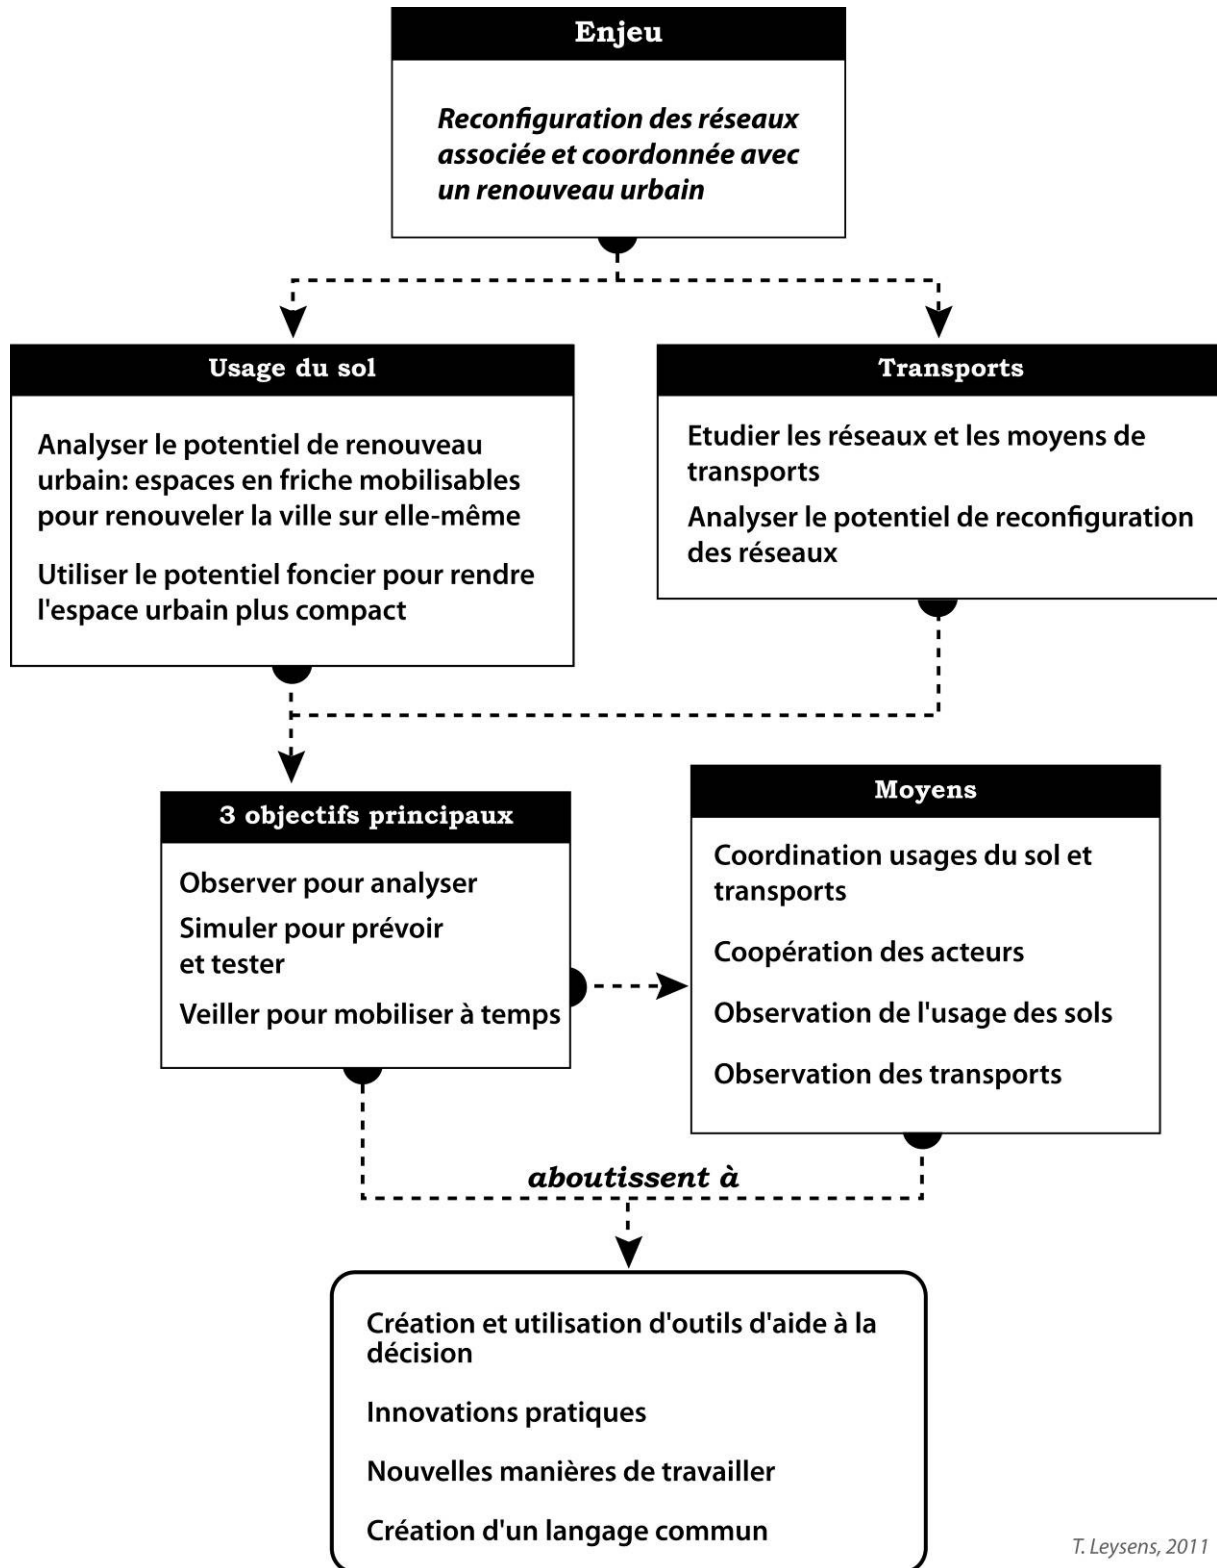 Enjeu
Reconfiguration des réseaux
associée et coordonnée avec
un renouveau urbain
Usage du sol
Analyser le potentiel de renouveau
urbain: espaces en friche mobilisables
pour renouveler la ville sur elle-même
Utiliser le potentiel foncier pour rendre
l'espace urbain plus compact
Transports
Etudier les réseaux et les moyens de
transports
Analyser le potentiel de reconfiguration
des réseaux
3 objectifs principaux
Observer pour analyser
Simuler pour prévoir
et tester
Veiller pour mobiliser à temps
Moyens
Coordination usages du sol et
transports
Coopération des acteurs
Observation de l'usage des sols
Observation des transports
aboutissent à
Création et utilisation d'outils d'aide à la
décision
Innovations pratiques
Nouvelles manières de travailler
Création d'un langage commun
T. Leysens, 2011